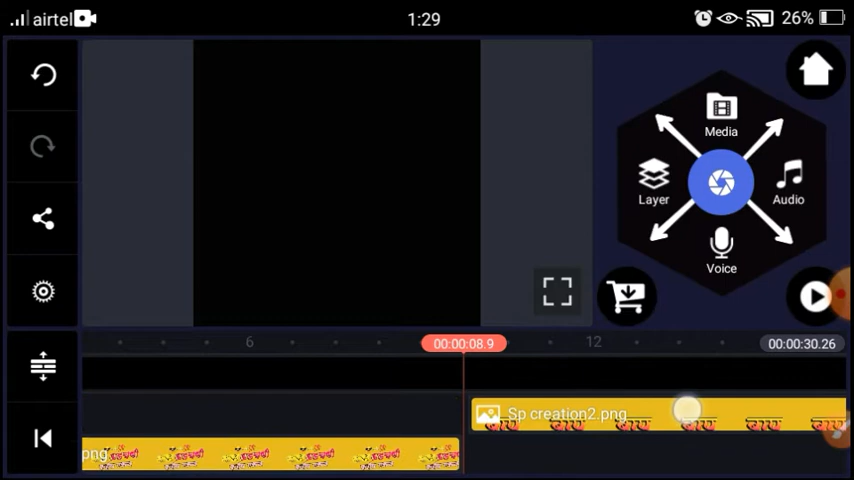 airtel
1:29
26%
Media
Layer
Audio
Voice
6
00:00:08.9
12
00:00:30.26
Sp creation2.png
बाप बाप बाप बाप बाप
png